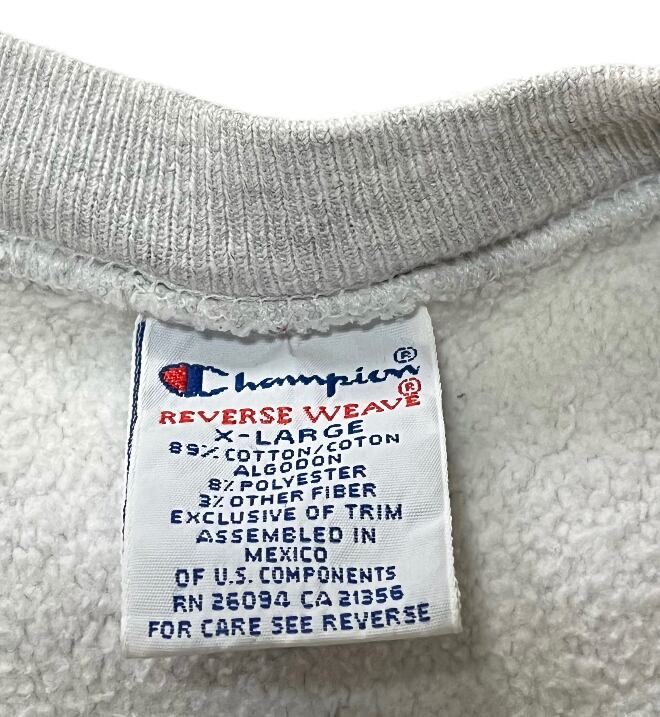 Champion®
REVERSE WEAVE®
X-LARGE
89% COTTON/COTON
ALGODON
8% POLYESTER
3% OTHER FIBER
EXCLUSIVE OF TRIM
ASSEMBLED IN
MEXICO
OF U.S. COMPONENTS
RN 26094 CA 21356
FOR CARE SEE REVERSE